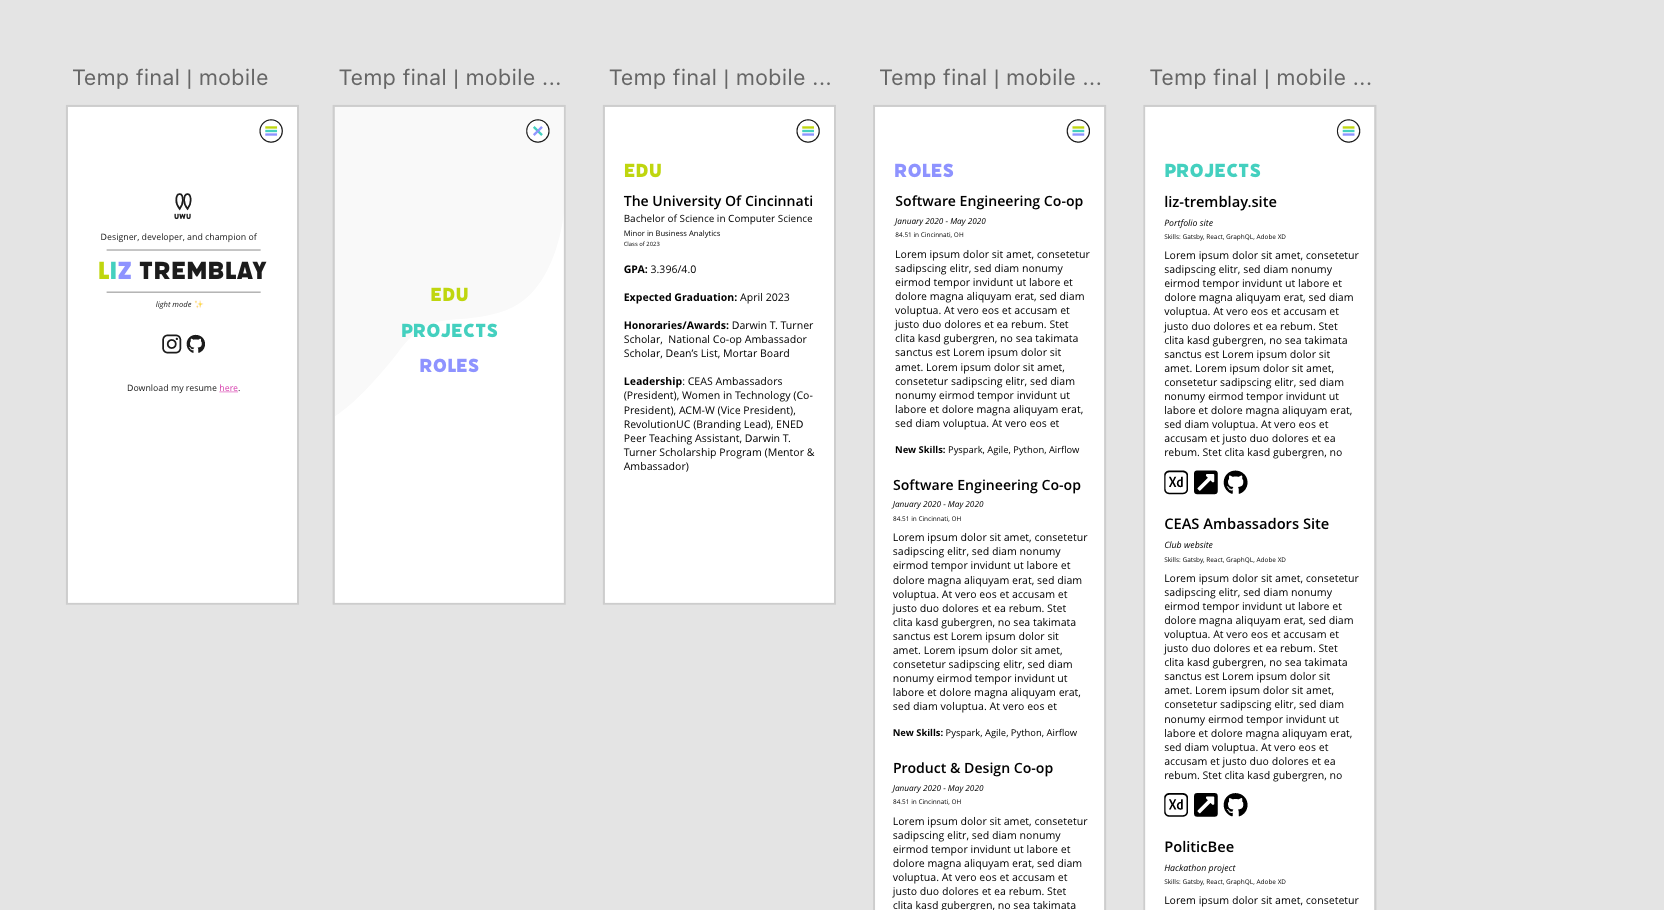 Temp final | mobile
UWU
Designer, developer, and champion of
LIZ TREMBLAY
light mode ✨
Download my resume here.
Temp final | mobile ...
EDU
PROJECTS
ROLES
Temp final | mobile ...
EDU
The University Of Cincinnati
Bachelor of Science in Computer Science
Minor in Business Analytics
Class of 2023
GPA: 3.396/4.0
Expected Graduation: April 2023
Honoraries/Awards: Darwin T. Turner
Scholar, National Co-op Ambassador
Scholar, Dean's List, Mortar Board
Leadership: CEAS Ambassadors
(President), Women in Technology (Co-
President), ACM-W (Vice President),
RevolutionUC (Branding Lead), ENED
Peer Teaching Assistant, Darwin T.
Turner Scholarship Program (Mentor &
Ambassador)
Temp final | mobile ...
ROLES
Software Engineering Co-op
January 2020 - May 2020
84.51 in Cincinnati, OH
Lorem ipsum dolor sit amet, consetetur
sadipscing elitr, sed diam nonumy
eirmod tempor invidunt ut labore et
dolore magna aliquyam erat, sed diam
voluptua. At vero eos et accusam et
justo duo dolores et ea rebum. Stet
clita kasd gubergren, no sea takimata
sanctus est Lorem ipsum dolor sit
amet. Lorem ipsum dolor sit amet,
consetetur sadipscing elitr, sed diam
nonumy eirmod tempor invidunt ut
labore et dolore magna aliquyam erat,
sed diam voluptua. At vero eos et
New Skills: Pyspark, Agile, Python, Airflow
Software Engineering Co-op
January 2020 - May 2020
84.51 in Cincinnati, OH
Lorem ipsum dolor sit amet, consetetur
sadipscing elitr, sed diam nonumy
eirmod tempor invidunt ut labore et
dolore magna aliquyam erat, sed diam
voluptua. At vero eos et accusam et
justo duo dolores et ea rebum. Stet
clita kasd gubergren, no sea takimata
sanctus est Lorem ipsum dolor sit
amet. Lorem ipsum dolor sit amet,
consetetur sadipscing elitr, sed diam
nonumy eirmod tempor invidunt ut
labore et dolore magna aliquyam erat,
sed diam voluptua. At vero eos et
New Skills: Pyspark, Agile, Python, Airflow
Product & Design Co-op
January 2020 - May 2020
84.51 in Cincinnati, OH
Lorem ipsum dolor sit amet, consetetur
sadipscing elitr, sed diam nonumy
eirmod tempor invidunt ut labore et
dolore magna aliquyam erat, sed diam
voluptua. At vero eos et accusam et
justo duo dolores et ea rebum. Stet
clita kasd gubergren, no sea takimata
Temp final | mobile ...
PROJECTS
liz-tremblay.site
Portfolio site
Skills: Gatsby, React, GraphQL, Adobe XD
Lorem ipsum dolor sit amet, consetetur
sadipscing elitr, sed diam nonumy
eirmod tempor invidunt ut labore et
dolore magna aliquyam erat, sed diam
voluptua. At vero eos et accusam et
justo duo dolores et ea rebum. Stet
clita kasd gubergren, no sea takimata
sanctus est Lorem ipsum dolor sit
amet. Lorem ipsum dolor sit amet,
consetetur sadipscing elitr, sed diam
nonumy eirmod tempor invidunt ut
labore et dolore magna aliquyam erat,
sed diam voluptua. At vero eos et
accusam et justo duo dolores et ea
rebum. Stet clita kasd gubergren, no
Xd
CEAS Ambassadors Site
Club website
Skills: Gatsby, React, GraphQL, Adobe XD
Lorem ipsum dolor sit amet, consetetur
sadipscing elitr, sed diam nonumy
eirmod tempor invidunt ut labore et
dolore magna aliquyam erat, sed diam
voluptua. At vero eos et accusam et
justo duo dolores et ea rebum. Stet
clita kasd gubergren, no sea takimata
sanctus est Lorem ipsum dolor sit
amet. Lorem ipsum dolor sit amet,
consetetur sadipscing elitr, sed diam
nonumy eirmod tempor invidunt ut
labore et dolore magna aliquyam erat,
sed diam voluptua. At vero eos et
accusam et justo duo dolores et ea
rebum. Stet clita kasd gubergren, no
Xd
PoliticBee
Hackathon project
Skills: Gatsby, React, GraphQL, Adobe XD
Lorem ipsum dolor sit amet, consetetur